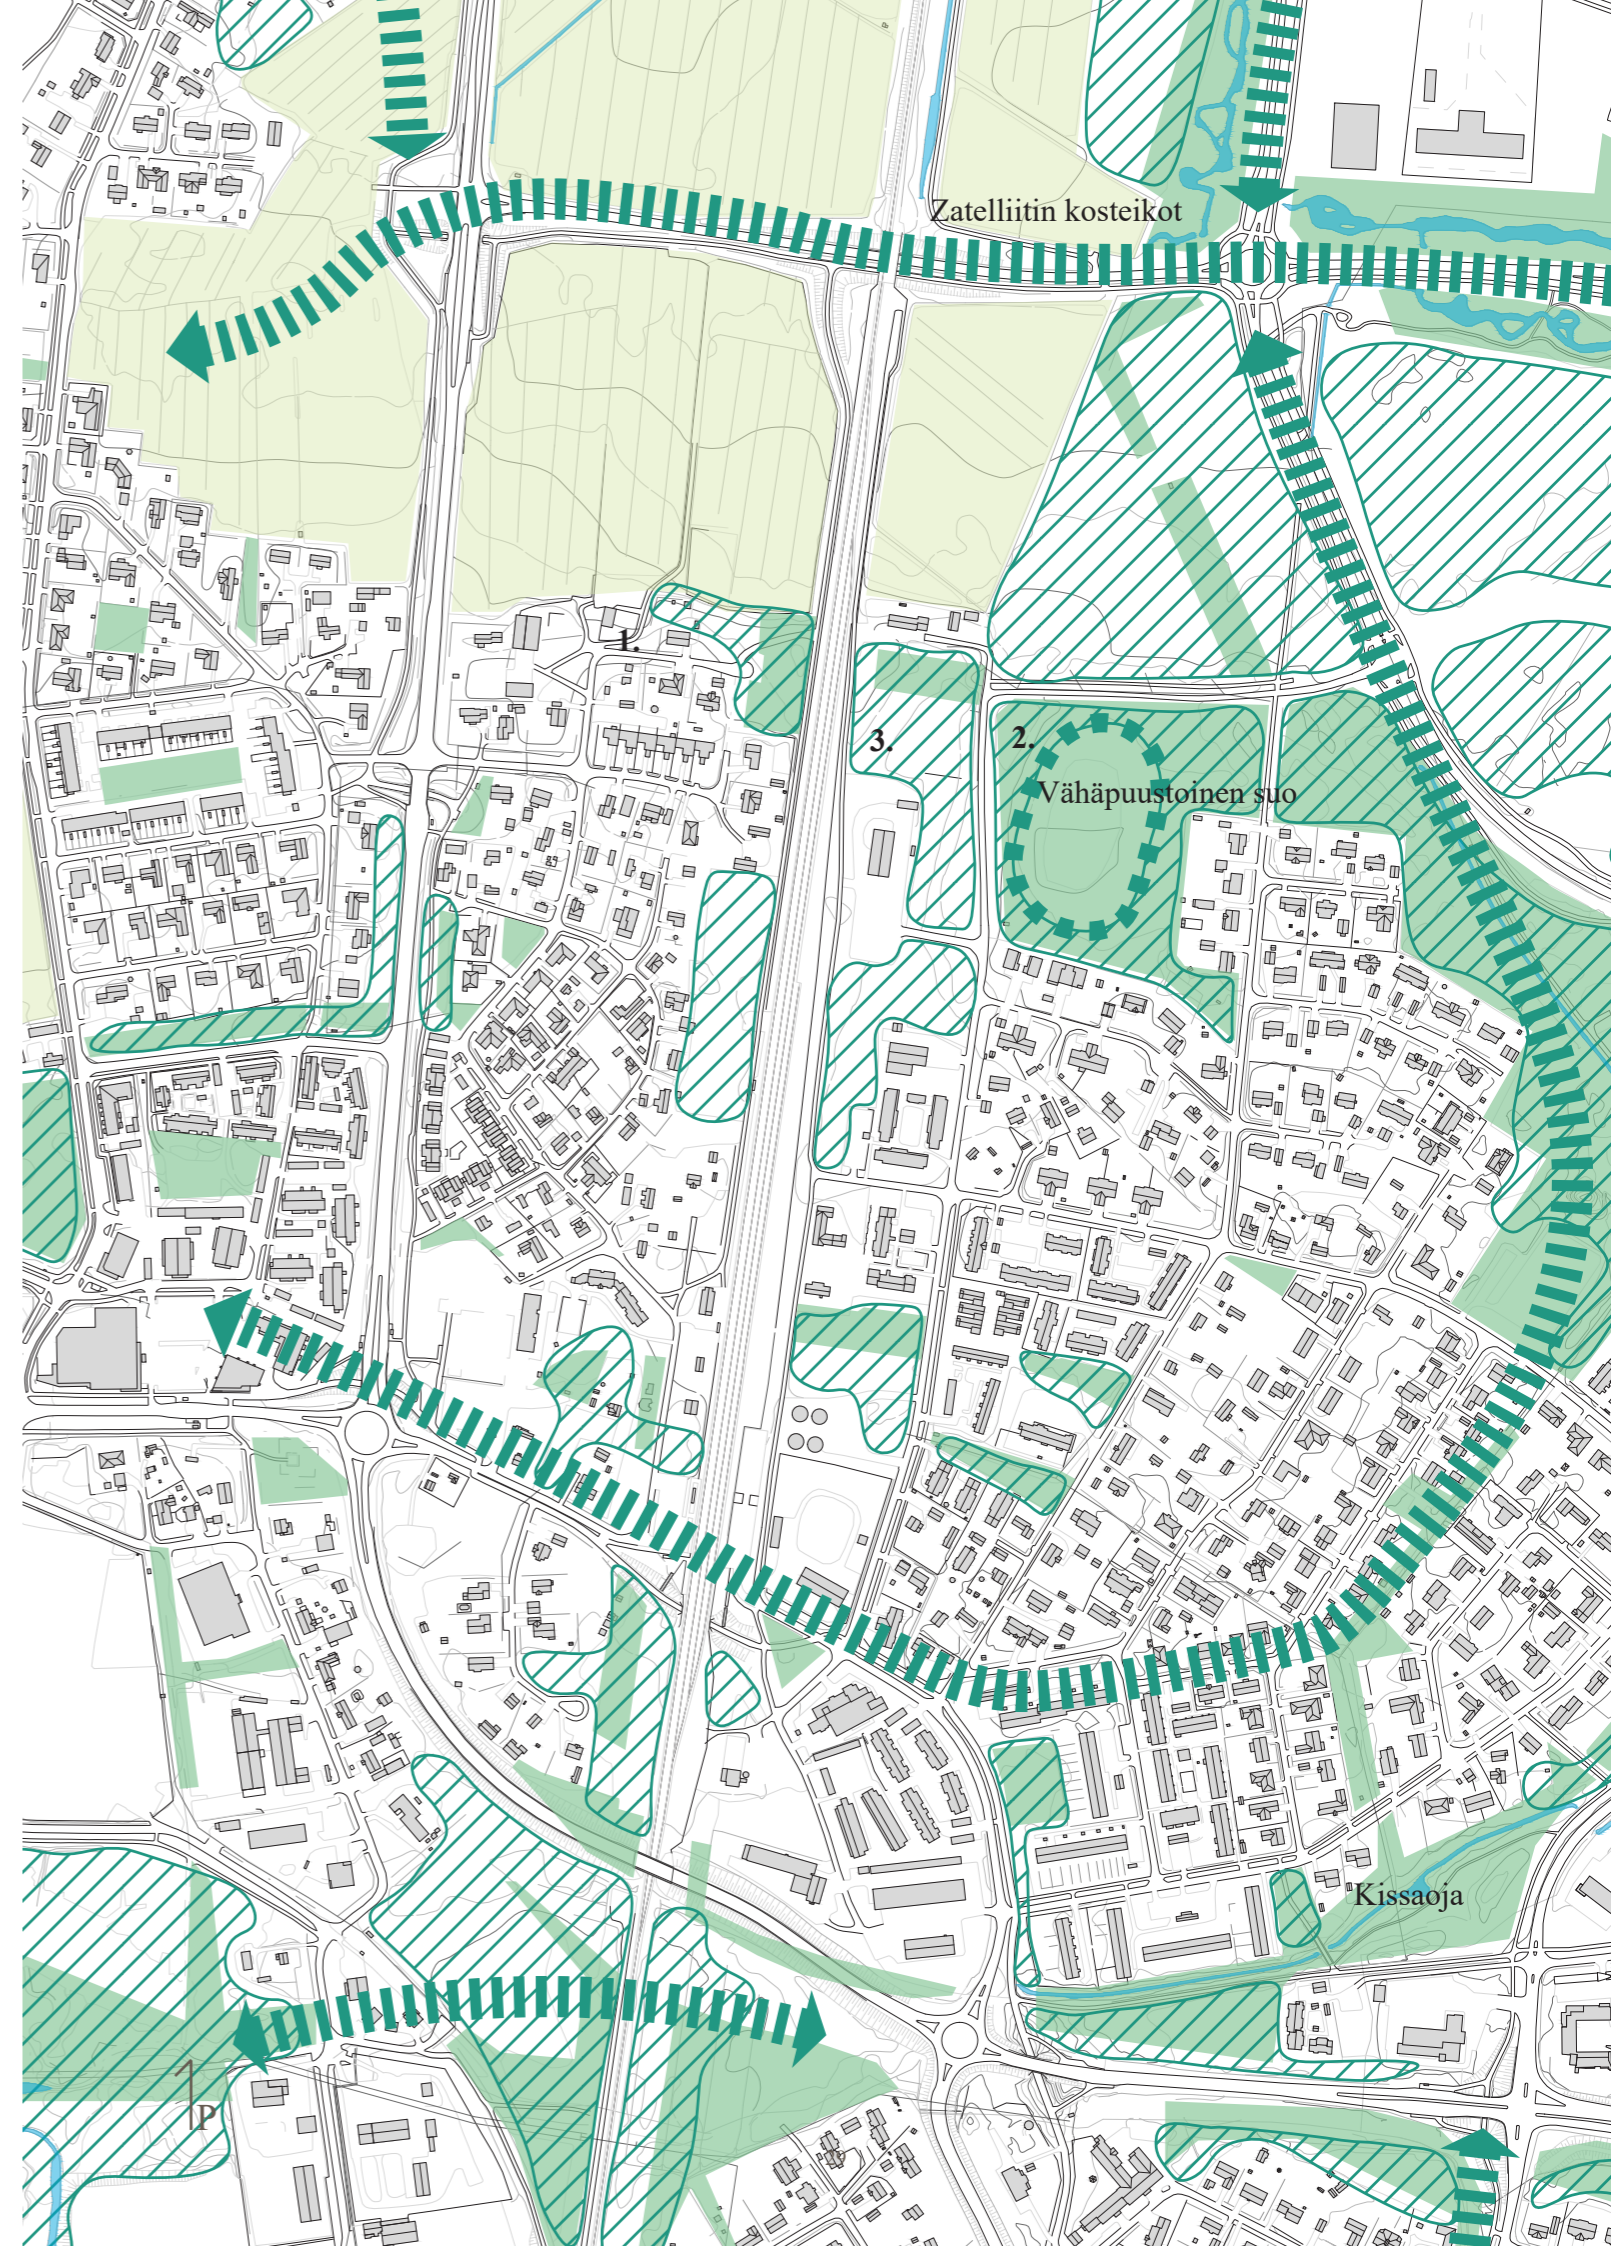 Zatelliitin kosteikot
1.
2.
3.
Vähäpuustoinen suo
Kissaoja
P